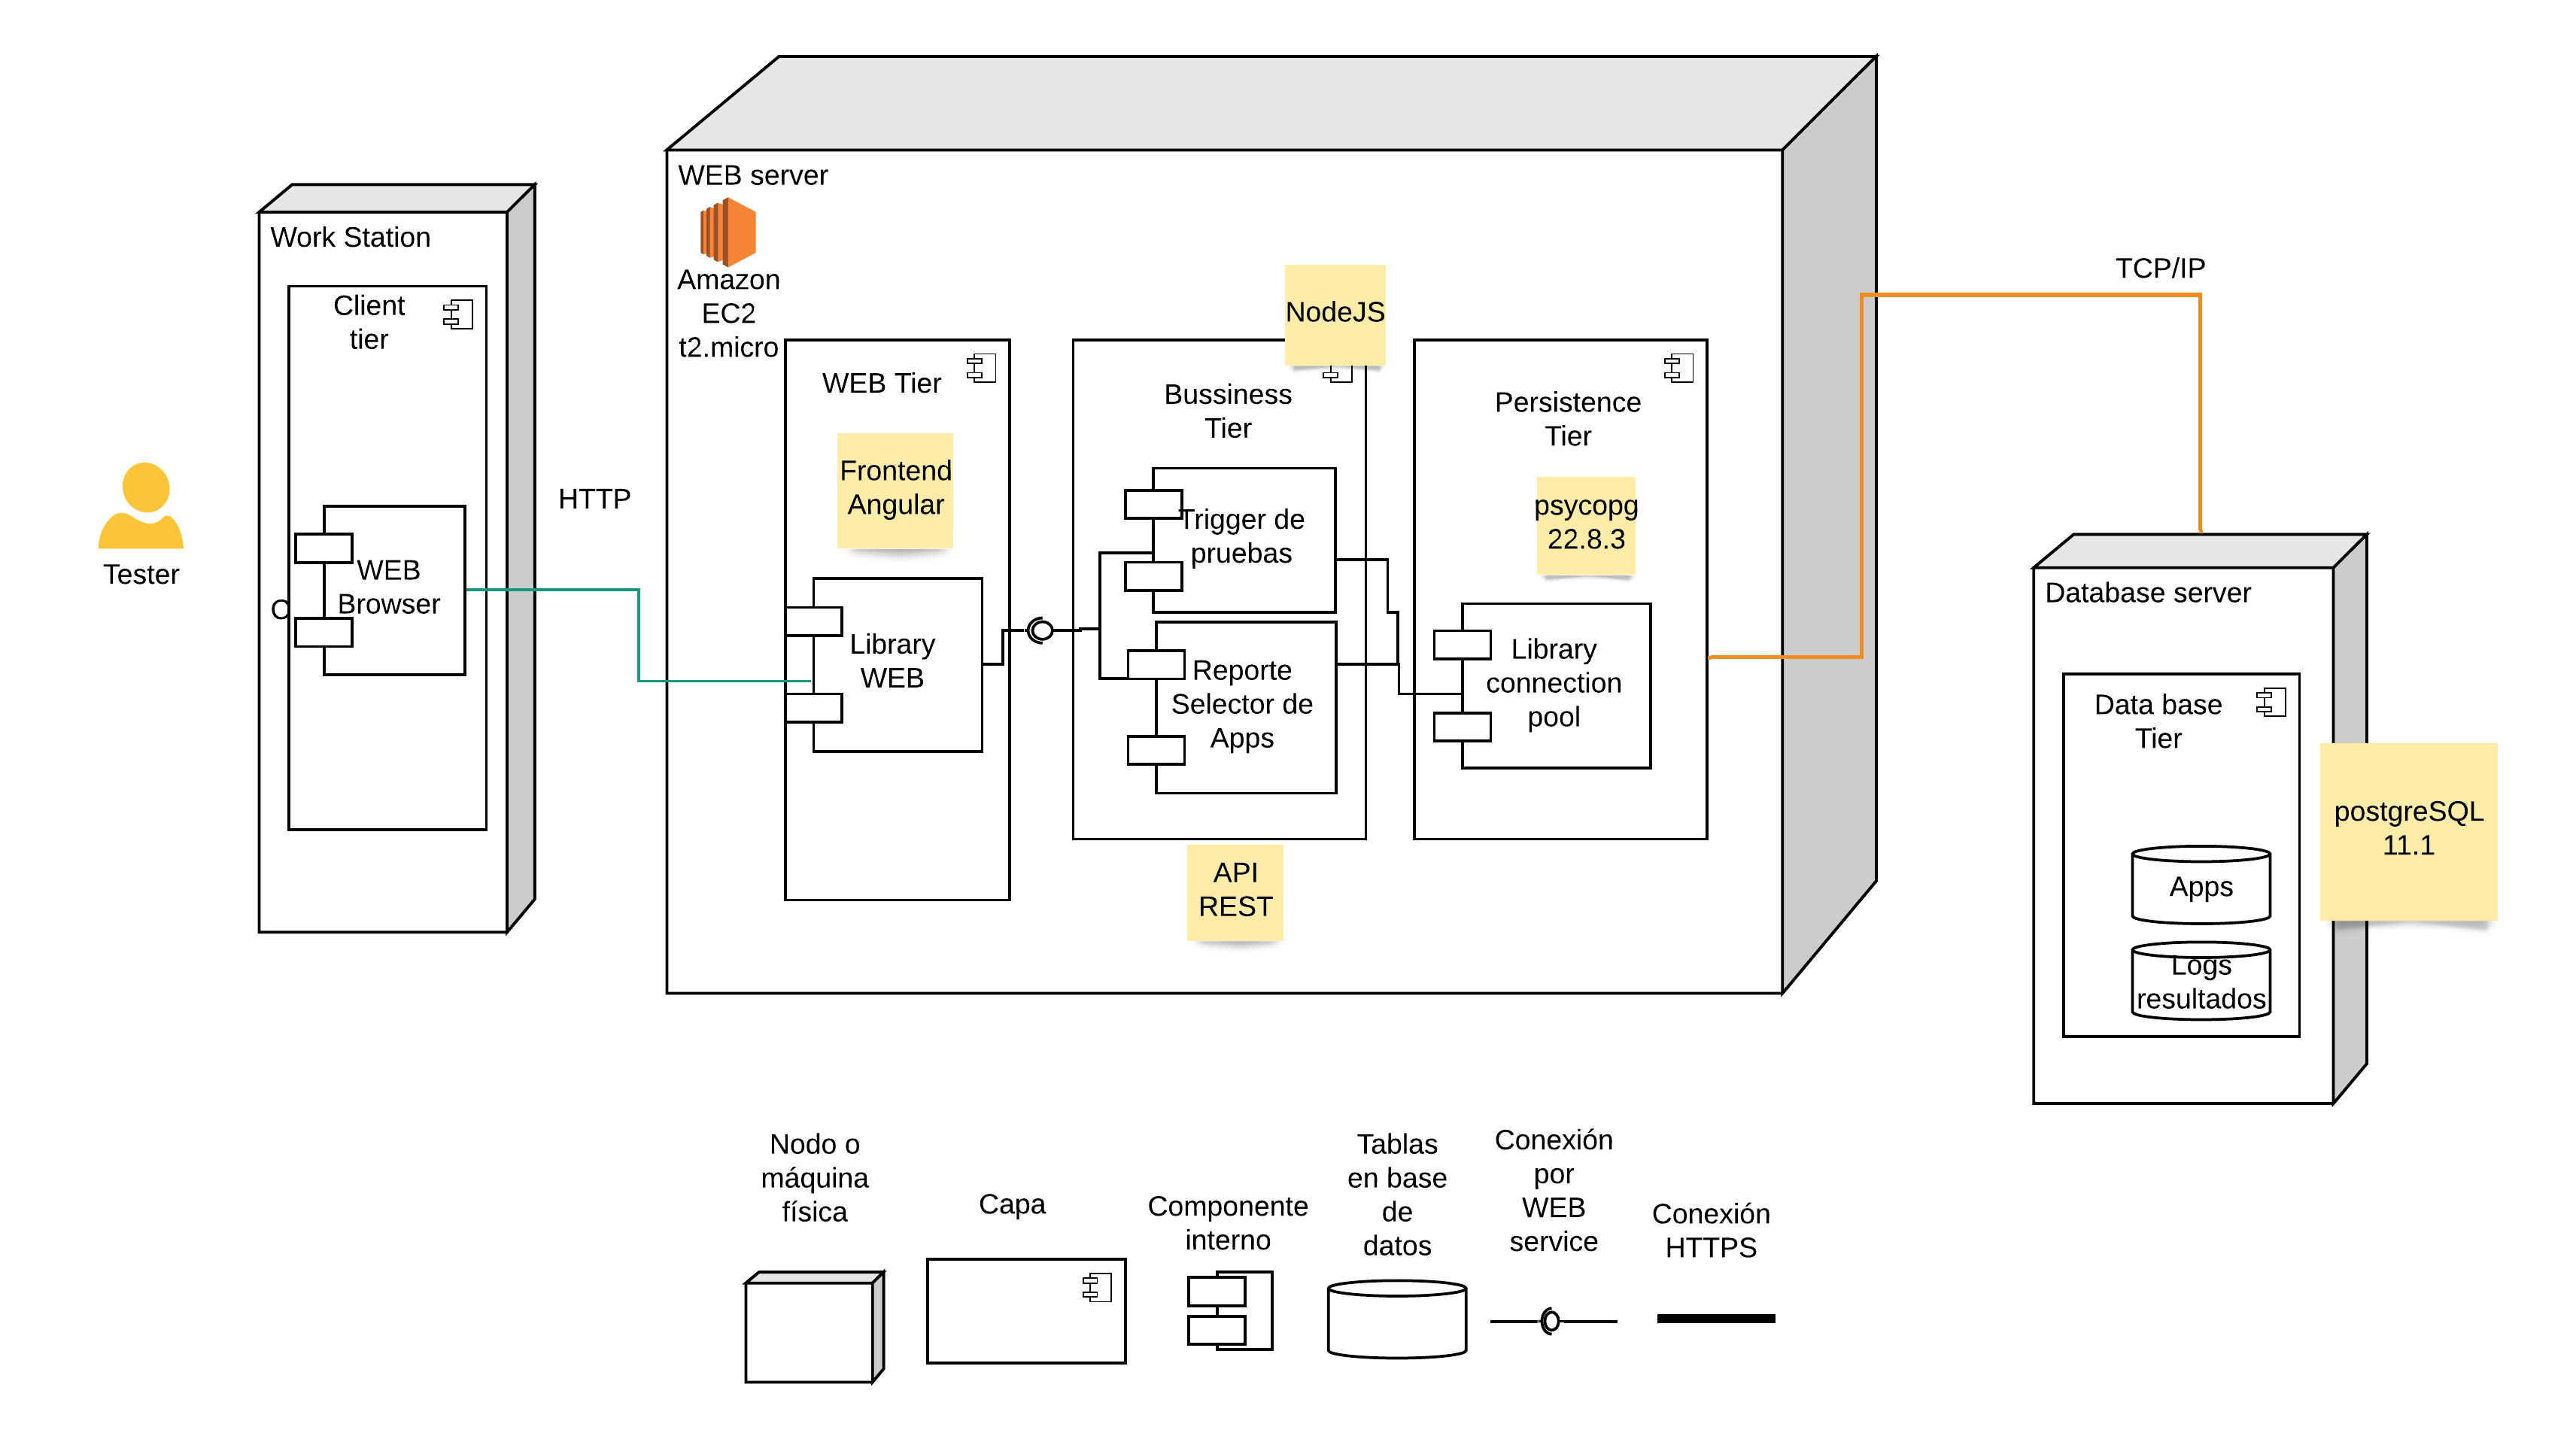 WEB server
Work Station
Amazon
EC2
t2.micro
TCP/IP
NodeJS
Client
tier
WEB Tier
Bussiness
Tier
Persistence
Tier
Frontend
Angular
HTTP
psycopg
22.8.3
Trigger de
pruebas
Tester
WEB
Browser
C
Library
WEB
Reporte
Selector de
Apps
Library
connection
pool
Database server
Data base
Tier
postgreSQL
11.1
API
REST
Apps
Logs
resultados
Nodo o
máquina
física
Capa
Componente
interno
Tablas
en base
de
datos
Conexión
por
WEB
service
Conexión
HTTPS